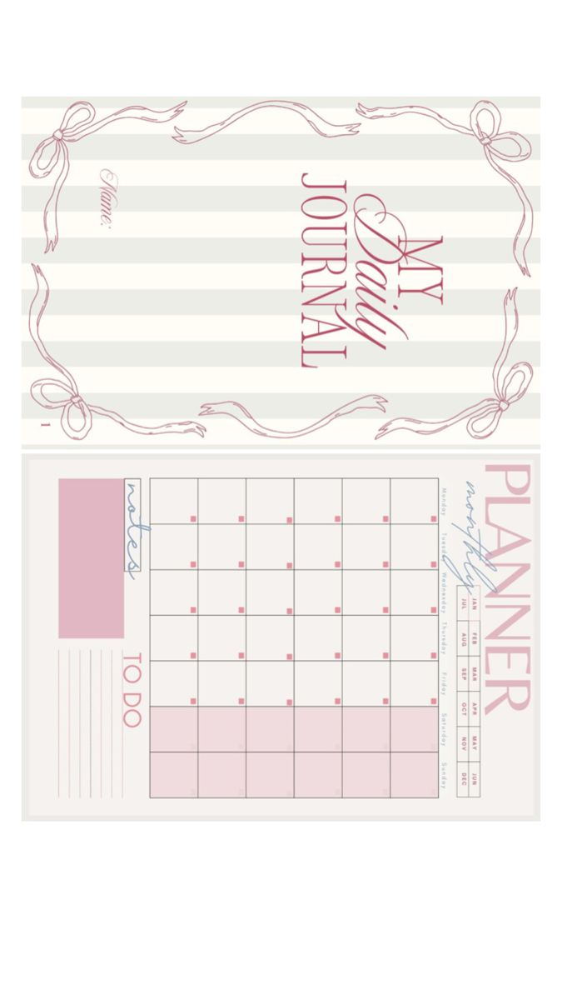 MY
Daily
JOURNAL
Name:
1
PLANNER
monthly
JAN FEB MAR APR MAY JUN
JUL AUG SEP OCT NOV DEC
Monday Tuesday Wednesday Thursday Friday Saturday Sunday
notes
TO DO